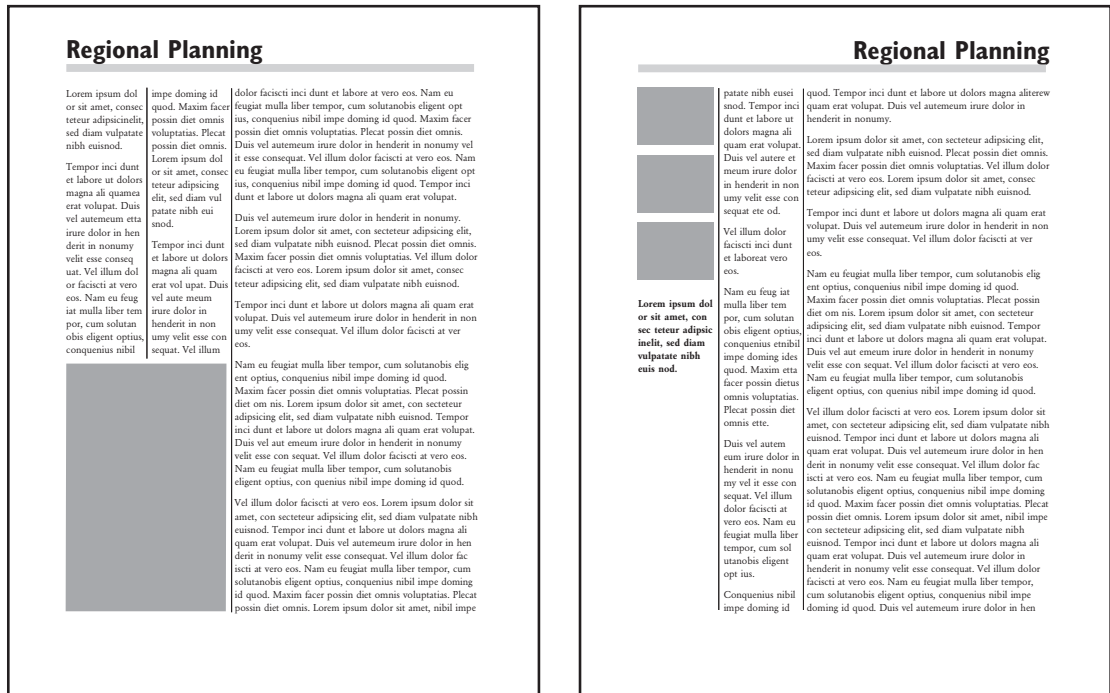 Regional Planning
Lorem ipsum dol
or sit amet, consec
teteur adipsicinelit,
sed diam vulpatate
nibh euismod.
Tempor inci dunt
et labore ut dolors
magna ali quamea
erat volupat. Duis
vel autemeum etta
irure dolor in hen
derit in nonumy
velit esse conseq
uat. Vel illum dol
or faciscti at vero
eos. Nam eu feug
iat mulla liber tem
por, cum solutan
obis eligent optius,
conquenius nibil
impe doming id
quod. Maxim facer
possin diet omnis
voluptatias. Plecat
possin diet omnis.
Lorem ipsum dol
or sit amet, consec
teteur adipsicing
elit, sed diam vul
patate nibh eui
snod.
Tempor inci dunt
et labore ut dolors
magna ali quam
erat vol upat. Duis
vel aute meum
irure dolor in
henderit in non
umy velit esse con
sequat. Vel illum
dolor faciscti inci dunt et labore at vero eos. Nam eu
feugiat mulla liber tempor, cum solutanobis eligent opt
ius, conquenius nibil impe doming id quod. Maxim facer
possin diet omnis voluptatias. Plecat possin diet omnis.
Duis vel autemeum irure dolor in henderit in nonumy vel
it esse consequat. Vel illum dolor faciscti at vero eos. Nam
eu feugiat mulla liber tempor, cum solutanobis eligent opt
ius, conquenius nibil impe doming id quod. Tempor inci
dunt et labore ut dolors magna ali quam erat volupat.
Duis vel autemeum irure dolor in henderit in nonumy.
Lorem ipsum dolor sit amet, con secteteur adipsicing elit,
sed diam vulpatate nibh euisnod. Plecat possin diet omnis.
Maxim facer possin diet omnis voluptatias. Vel illum dolor
faciscti at vero eos. Lorem ipsum dolor sit amet, consec
teteur adipsicing elit, sed diam vulpatate nibh euisnod.
Tempor inci dunt et labore ut dolors magna ali quam erat
volupat. Duis vel autemeum irure dolor in henderit in non
umy velit esse consequat. Vel illum dolor faciscti at ver
eos.
Nam eu feugiat mulla liber tempor, cum solutanobis elig
ent optius, conquenius nibil impe doming id quod.
Maxim facer possin diet omnis voluptatias. Plecat possin
diet om nis. Lorem ipsum dolor sit amet, con secteteur
adipsicing elit, sed diam vulpatate nibh euisnod. Tempor
inci dunt et labore ut dolors magna ali quam erat volupat.
Duis vel aut emeum irure dolor in henderit in nonumy
velit esse con sequat. Vel illum dolor faciscti at vero eos.
Nam eu feugiat mulla liber tempor, cum solutanobis
eligent optius, con quenius nibil impe doming id quod.
Vel illum dolor faciscti at vero eos. Lorem ipsum dolor sit
amet, con secteteur adipsicing elit, sed diam vulpatate nibh
euisnod. Tempor inci dunt et labore ut dolors magna ali
quam erat volupat. Duis vel autemeum irure dolor in hen
derit in nonumy velit esse consequat. Vel illum dolor fac
iscti at vero eos. Nam eu feugiat mulla liber tempor, cum
solutanobis eligent optius, conquenius nibil impe doming
id quod. Maxim facer possin diet omnis voluptatias. Plecat
possin diet omnis. Lorem ipsum dolor sit amet, nibil impe
Regional Planning
Lorem ipsum dol
or sit amet, con
sec teteur adipsic
inelit, sed diam
vulpatate nibh
euis nod.
patate nibh eusei
snod. Tempor inci
dunt et labore ut
dolors magna ali
quam erat volupat.
Duis vel autere et
meum irure dolor
in henderit in non
umy velit esse con
sequat ete od.
Vel illum dolor
faciscti inci dunt
et laboreat vero
eos.
Nam eu feug iat
mulla liber tem
por, cum solutan
obis eligent optius,
conquenius etnibil
impe doming ides
quod. Maxim etta
facer possin dietus
omnis voluptatias.
Plecat possin diet
omnis ette.
Duis vel autem
eum irure dolor in
henderit in nonu
my vel it esse con
sequat. Vel illum
dolor faciscti at
vero eos. Nam eu
feugiat mulla liber
tempor, cum sol
utanobis eligent
opt ius.
Conquenius nibil
impe doming id
quod. Tempor inci dunt et labore ut dolors magna aliterew
quam erat volupat. Duis vel autemeum irure dolor in
henderit in nonumy.
Lorem ipsum dolor sit amet, con secteteur adipsicing elit,
sed diam vulpatate nibh euisnod. Plecat possin diet omnis.
Maxim facer possin diet omnis voluptatias. Vel illum dolor
faciscti at vero eos. Lorem ipsum dolor sit amet, consec
teteur adipsicing elit, sed diam vulpatate nibh euisnod.
Tempor inci dunt et labore ut dolors magna ali quam erat
volupat. Duis vel autemeum irure dolor in henderit in non
umy velit esse consequat. Vel illum dolor faciscti at ver
eos.
Nam eu feugiat mulla liber tempor, cum solutanobis elig
ent optius, conquenius nibil impe doming id quod.
Maxim facer possin diet omnis voluptatias. Plecat possin
diet om nis. Lorem ipsum dolor sit amet, con secteteur
adipsicing elit, sed diam vulpatate nibh euisnod. Tempor
inci dunt et labore ut dolors magna ali quam erat volupat.
Duis vel aut emeum irure dolor in henderit in nonumy
velit esse con sequat. Vel illum dolor faciscti at vero eos.
Nam eu feugiat mulla liber tempor, cum solutanobis
eligent optius, con quenius nibil impe doming id quod.
Vel illum dolor faciscti at vero eos. Lorem ipsum dolor sit
amet, con secteteur adipsicing elit, sed diam vulpatate nibh
euisnod. Tempor inci dunt et labore ut dolors magna ali
quam erat volupat. Duis vel autemeum irure dolor in hen
derit in nonumy velit esse consequat. Vel illum dolor fac
iscti at vero eos. Nam eu feugiat mulla liber tempor, cum
solutanobis eligent optius, conquenius nibil impe doming
id quod. Maxim facer possin diet omnis voluptatias. Plecat
possin diet omnis. Lorem ipsum dolor sit amet, nibil impe
con secteteur adipsicing elit, sed diam vulpatate nibh
euisnod. Tempor inci dunt et labore ut dolors magna ali
quam erat volupat. Duis vel autemeum irure dolor in
henderit in nonumy velit esse consequat. Vel illum dolor
faciscti at vero eos. Nam eu feugiat mulla liber tempor,
cum solutanobis eligent optius, conquenius nibil impe
doming id quod. Duis vel autemeum irure dolor in hen